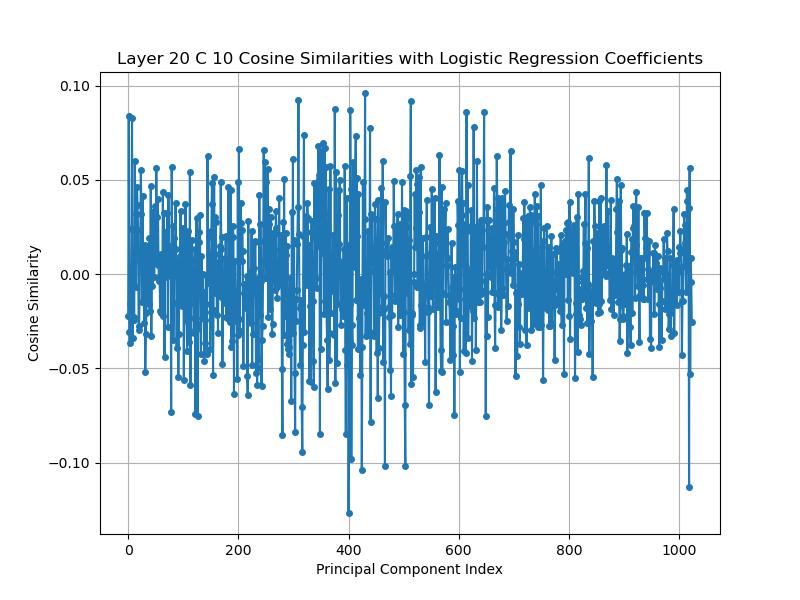 Layer 20 C 10 Cosine Similarities with Logistic Regression Coefficients
0.10
0.05
0.00
−0.05
−0.10
Cosine Similarity
0 200 400 600 800 1000
Principal Component Index